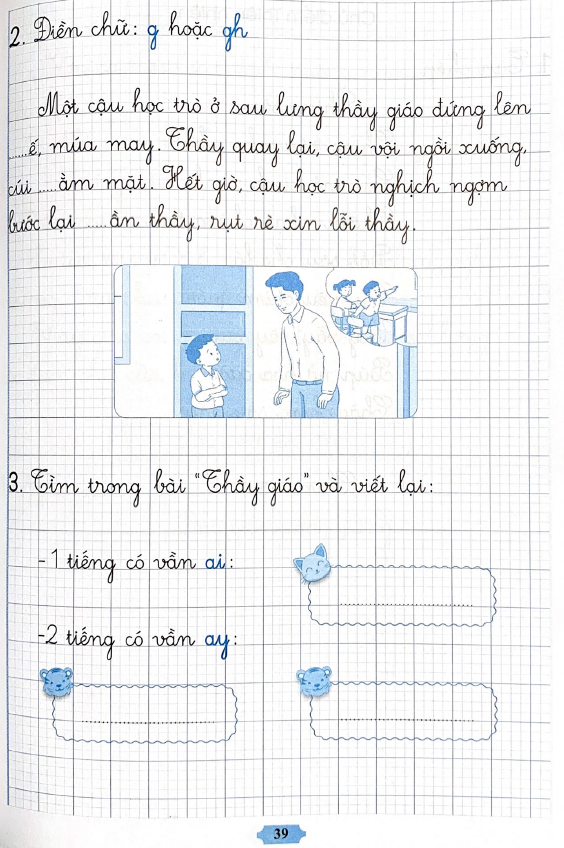 2. Điền chữ: g hoặc gh
Một cậu học trò ở sau lưng thầy giáo đứng lên
.....ế, múa may. Thầy quay lại, cậu vội ngồi xuống,
cúi .....ằm mặt. Hết giờ, cậu học trò nghịch ngợm
bước lại .....ần thầy, rụt rè xin lỗi thầy.
3. Tìm trong bài "Thầy giáo" và viết lại:
- 1 tiếng có vần ai:
-2 tiếng có vần ay:
39